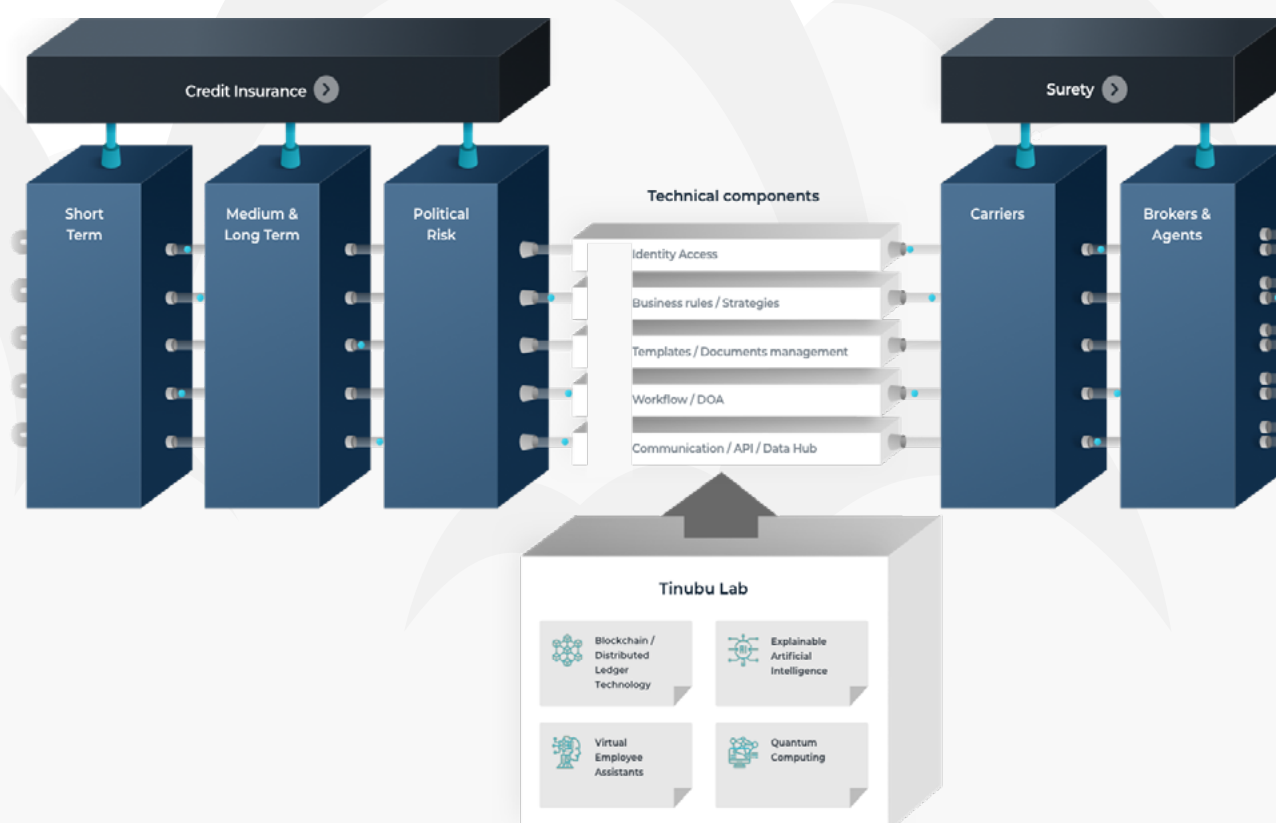 Credit Insurance
Surety
Short
Term
Medium &
Long Term
Political
Risk
Technical components
Identity Access
Business rules / Strategies
Templates / Documents management
Workflow / DOA
Communication / API / Data Hub
Carriers
Brokers &
Agents
Tinubu Lab
Blockchain /
Distributed
Ledger
Technology
Explainable
Artificial
Intelligence
Virtual
Employee
Assistants
Quantum
Computing